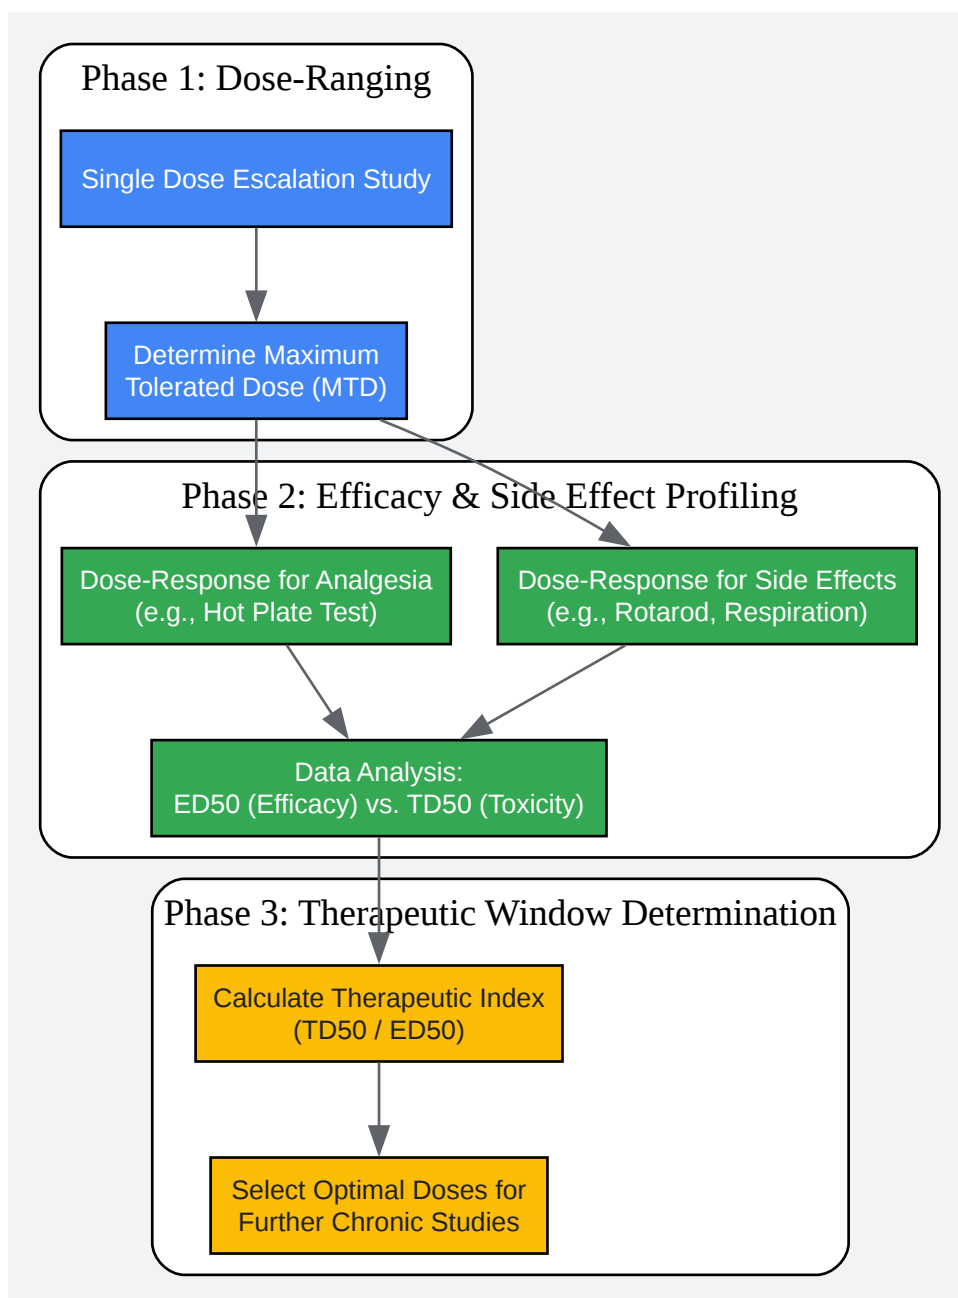 Phase 1: Dose-Ranging
Single Dose Escalation Study
Determine Maximum
Tolerated Dose (MTD)
Phase 2: Efficacy & Side Effect Profiling
Dose-Response for Analgesia
(e.g., Hot Plate Test)
Dose-Response for Side Effects
(e.g., Rotarod, Respiration)
Data Analysis:
ED50 (Efficacy) vs. TD50 (Toxicity)
Phase 3: Therapeutic Window Determination
Calculate Therapeutic Index
(TD50 / ED50)
Select Optimal Doses for
Further Chronic Studies